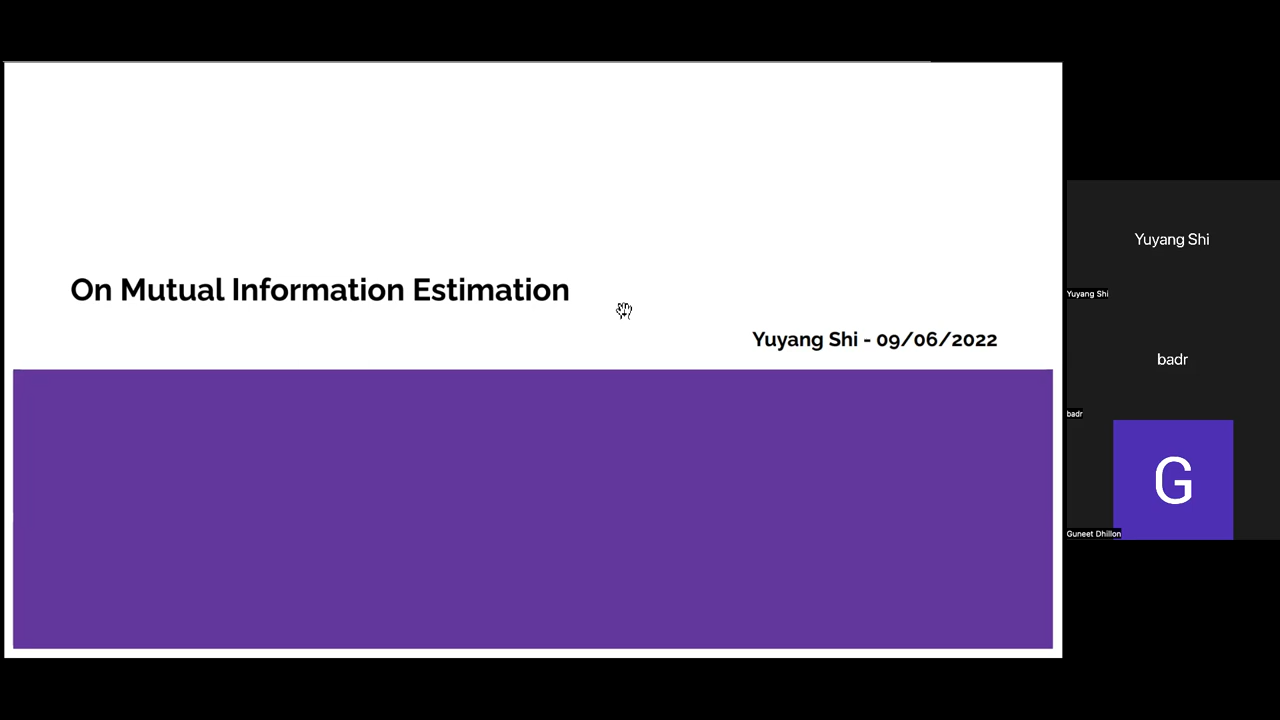 On Mutual Information Estimation
Yuyang Shi - 09/06/2022
Yuyang Shi
Yuyang Shi
badr
badr
G
Guneet Dhillon